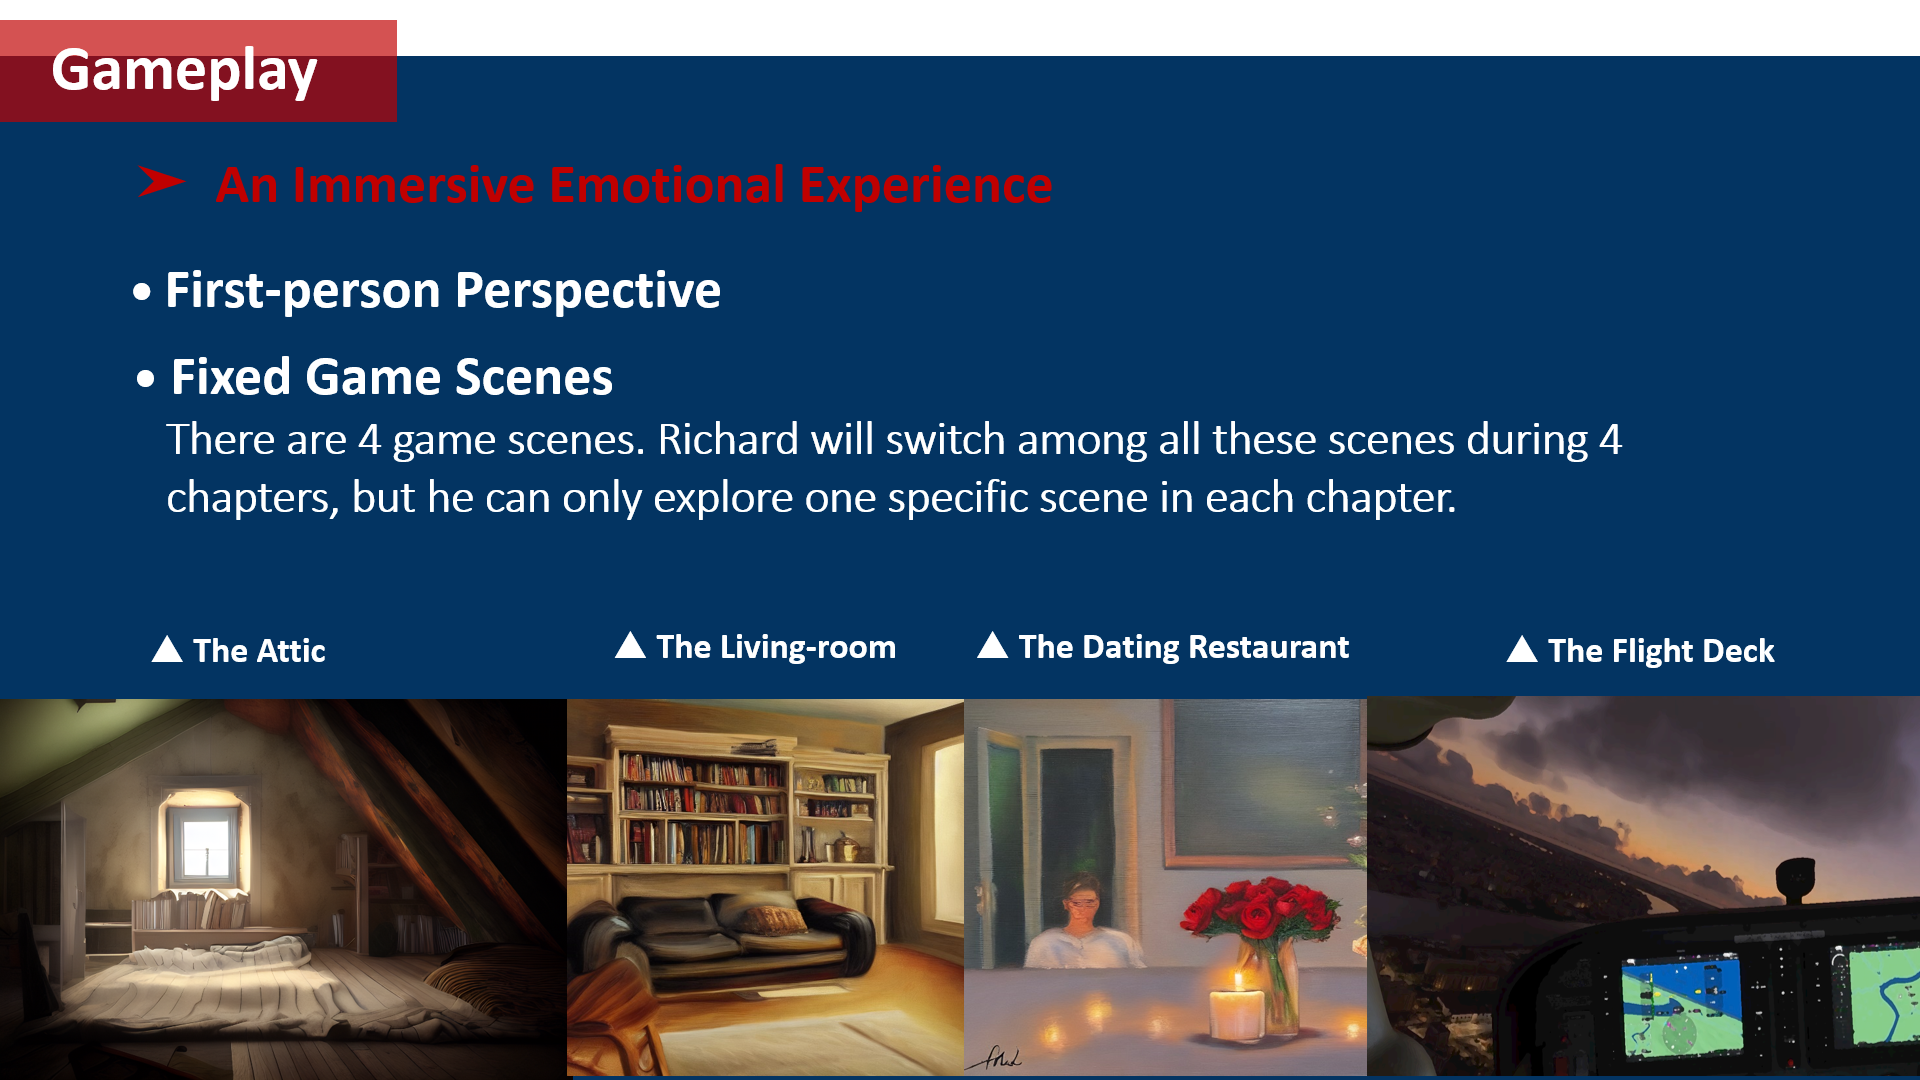 Gameplay
➤ An Immersive Emotional Experience
• First-person Perspective
• Fixed Game Scenes
There are 4 game scenes. Richard will switch among all these scenes during 4
chapters, but he can only explore one specific scene in each chapter.
▲ The Attic
▲ The Living-room
▲ The Dating Restaurant
▲ The Flight Deck